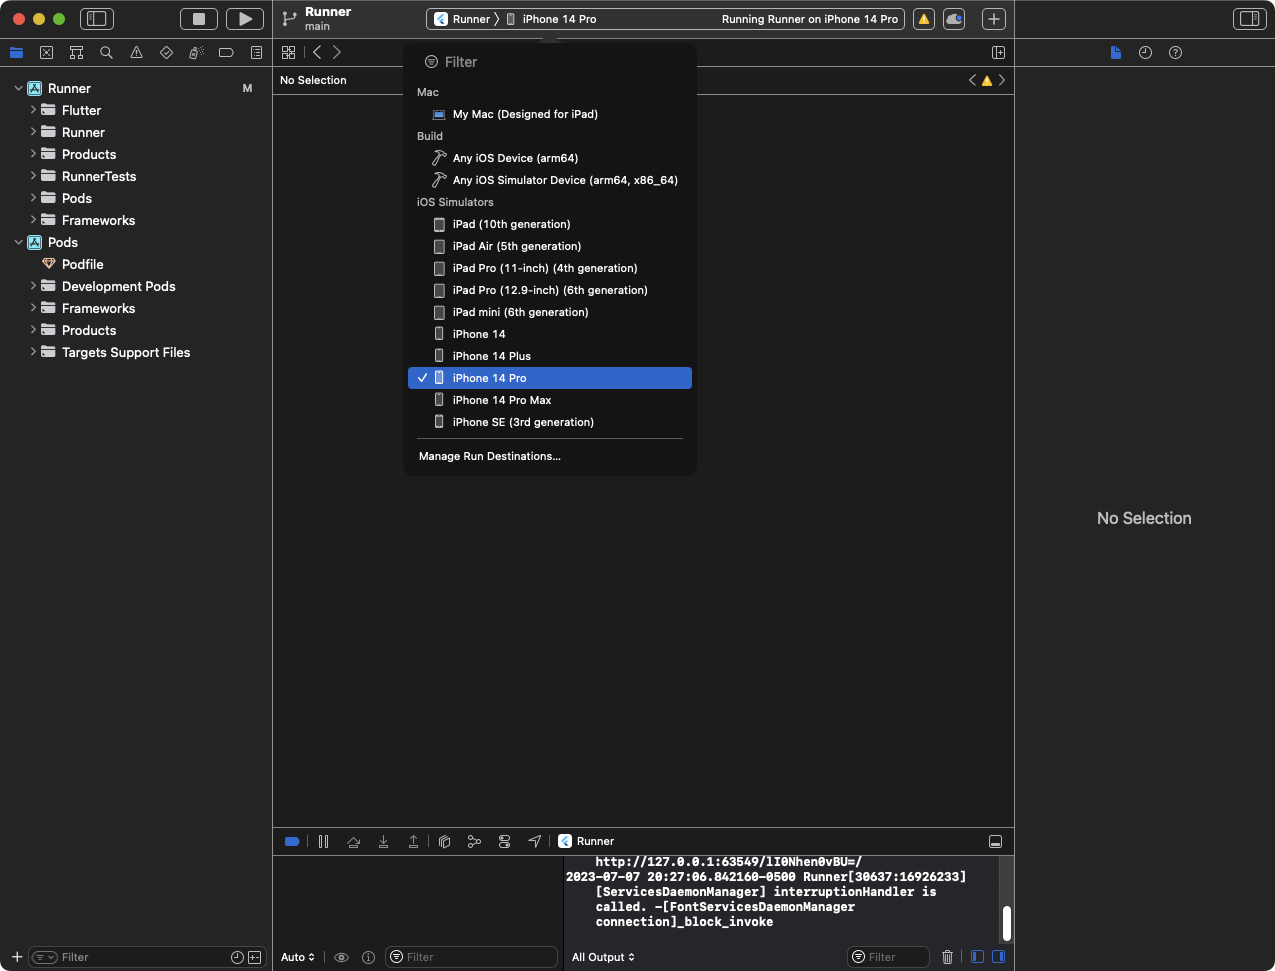 Runner
main
Runner
iPhone 14 Pro
Running Runner on iPhone 14 Pro
No Selection
Runner
M
Flutter
Runner
Products
RunnerTests
Pods
Frameworks
Pods
Podfile
Development Pods
Frameworks
Products
Targets Support Files
Filter
Filter
Mac
My Mac (Designed for iPad)
Build
Any iOS Device (arm64)
Any iOS Simulator Device (arm64, x86_64)
iOS Simulators
iPad (10th generation)
iPad Air (5th generation)
iPad Pro (11-inch) (4th generation)
iPad Pro (12.9-inch) (6th generation)
iPad mini (6th generation)
iPhone 14
iPhone 14 Plus
iPhone 14 Pro
iPhone 14 Pro Max
iPhone SE (3rd generation)
Manage Run Destinations...
No Selection
Runner
http://127.0.0.1:63549/lI0Nhen0vBU=/
2023-07-07 20:27:06.842160-0500 Runner[30637:16926233]
[ServicesDaemonManager] interruptionHandler is
called. -[FontServicesDaemonManager
connection]_block_invoke
Auto
Filter
All Output
Filter